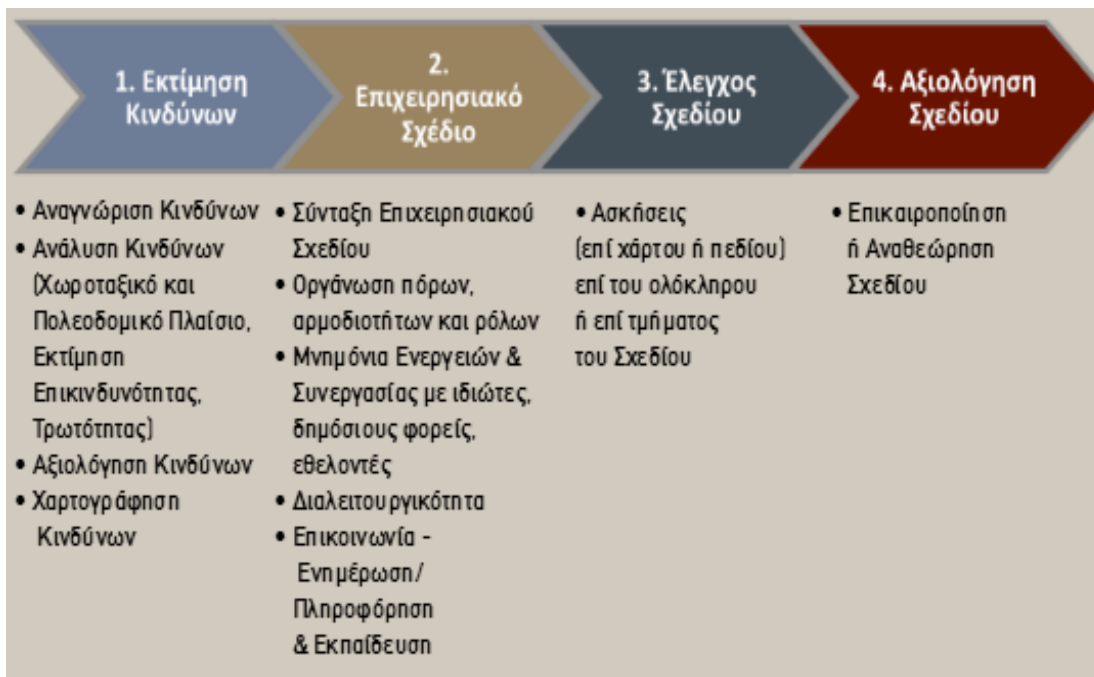 1. Εκτίμηση
Κινδύνων
2.
Επιχειρησιακό
Σχέδιο
3. Έλεγχος
Σχεδίου
4. Αξιολόγηση
Σχεδίου
• Αναγνώριση Κινδύνων
• Ανάλυση Κινδύνων
(Χωροταξικό και
Πολεοδομικό Πλαίσιο,
Εκτίμηση
Επικινδυνότητας,
Τρωτότητας)
• Αξιολόγηση Κινδύνων
• Χαρτογράφηση
Κινδύνων
• Σύνταξη Επιχειρησιακού
Σχεδίου
• Οργάνωση πόρων,
αρμοδιοτήτων και ρόλων
• Μνημόνια Ενεργειών &
Συνεργασίας με ιδιώτες,
δημόσιους φορείς,
εθελοντές
• Διαλειτουργικότητα
• Επικοινωνία -
Ενημέρωση/
Πληροφόρηση
& Εκπαίδευση
• Ασκήσεις
(επί χάρτου ή πεδίου)
επί του ολόκληρου
ή επί τμήματος
του Σχεδίου
• Επικαιροποίηση
ή Αναθεώρηση
Σχεδίου